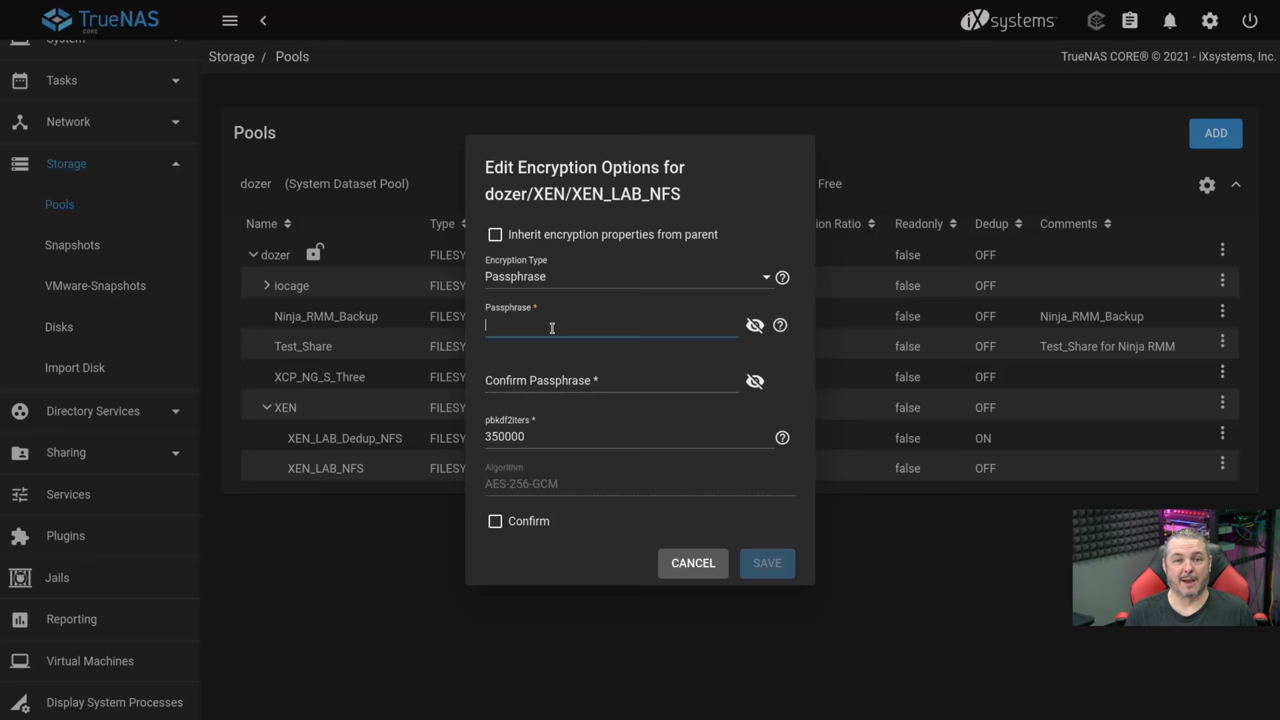 TrueNAS
CORE
iXsystems
Storage / Pools
TrueNAS CORE® © 2021 - iXsystems, Inc.
System
Tasks
Network
Storage
Pools
Snapshots
VMware-Snapshots
Disks
Import Disk
Directory Services
Sharing
Services
Plugins
Jails
Reporting
Virtual Machines
Display System Processes
Pools
ADD
dozer (System Dataset Pool)
Free
Name Type ion Ratio Readonly Dedup Comments
dozer FILESY false OFF
iocage FILESY false OFF
Ninja_RMM_Backup FILESY false OFF Ninja_RMM_Backup
Test_Share FILESY false OFF Test_Share for Ninja RMM
XCP_NG_S_Three FILESY false OFF
XEN FILESY false OFF
XEN_LAB_Dedup_NFS FILESY false ON
XEN_LAB_NFS FILESY false OFF
Edit Encryption Options for
dozer/XEN/XEN_LAB_NFS
Inherit encryption properties from parent
Encryption Type
Passphrase
Passphrase *
Confirm Passphrase *
pbkdf2iters *
350000
Algorithm
AES-256-GCM
Confirm
CANCEL SAVE